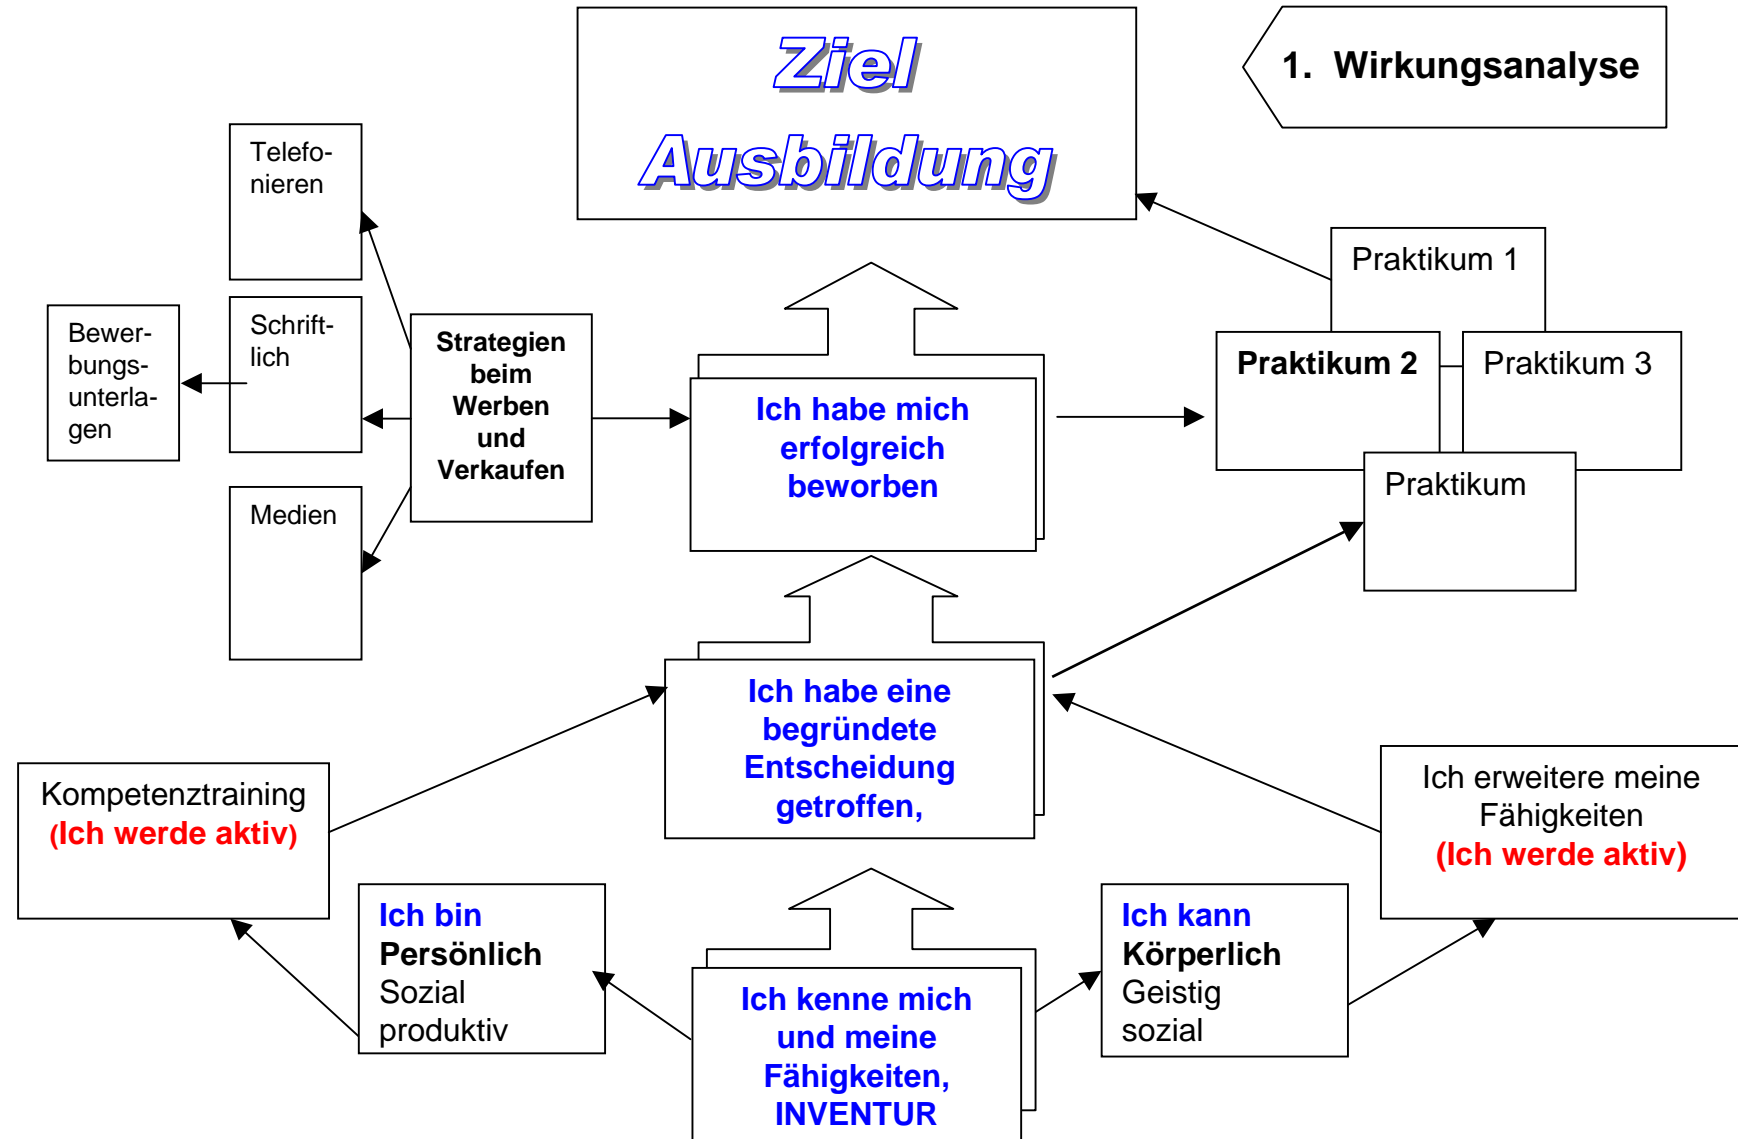 Ziel
Ausbildung
1. Wirkungsanalyse
Telefo-
nieren
Praktikum 1
Bewer-
bungs-
unterla-
gen
Schrift-
lich
Strategien
beim
Werben
und
Verkaufen
Ich habe mich
erfolgreich
beworben
Praktikum 2
Praktikum 3
Praktikum
Medien
Ich habe eine
begründete
Entscheidung
getroffen,
Kompetenztraining
(Ich werde aktiv)
Ich erweitere meine
Fähigkeiten
(Ich werde aktiv)
Ich bin
Persönlich
Sozial
produktiv
Ich kenne mich
und meine
Fähigkeiten,
INVENTUR
Ich kann
Körperlich
Geistig
sozial